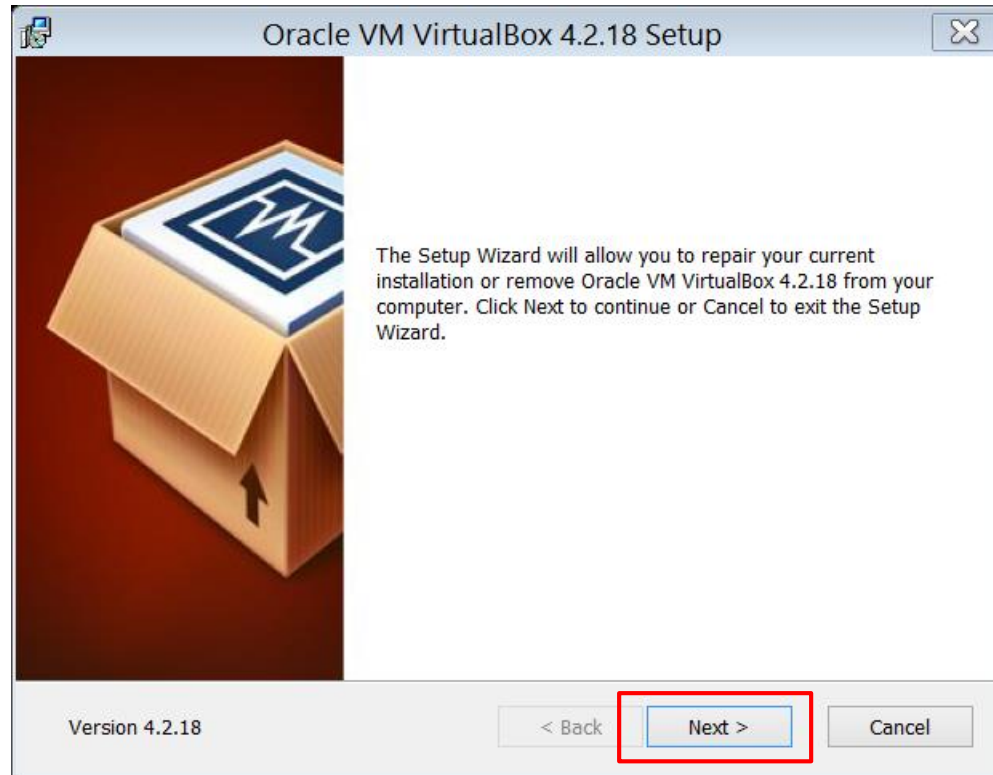 Oracle VM VirtualBox 4.2.18 Setup
The Setup Wizard will allow you to repair your current
installation or remove Oracle VM VirtualBox 4.2.18 from your
computer. Click Next to continue or Cancel to exit the Setup
Wizard.
Version 4.2.18
< Back
Next >
Cancel